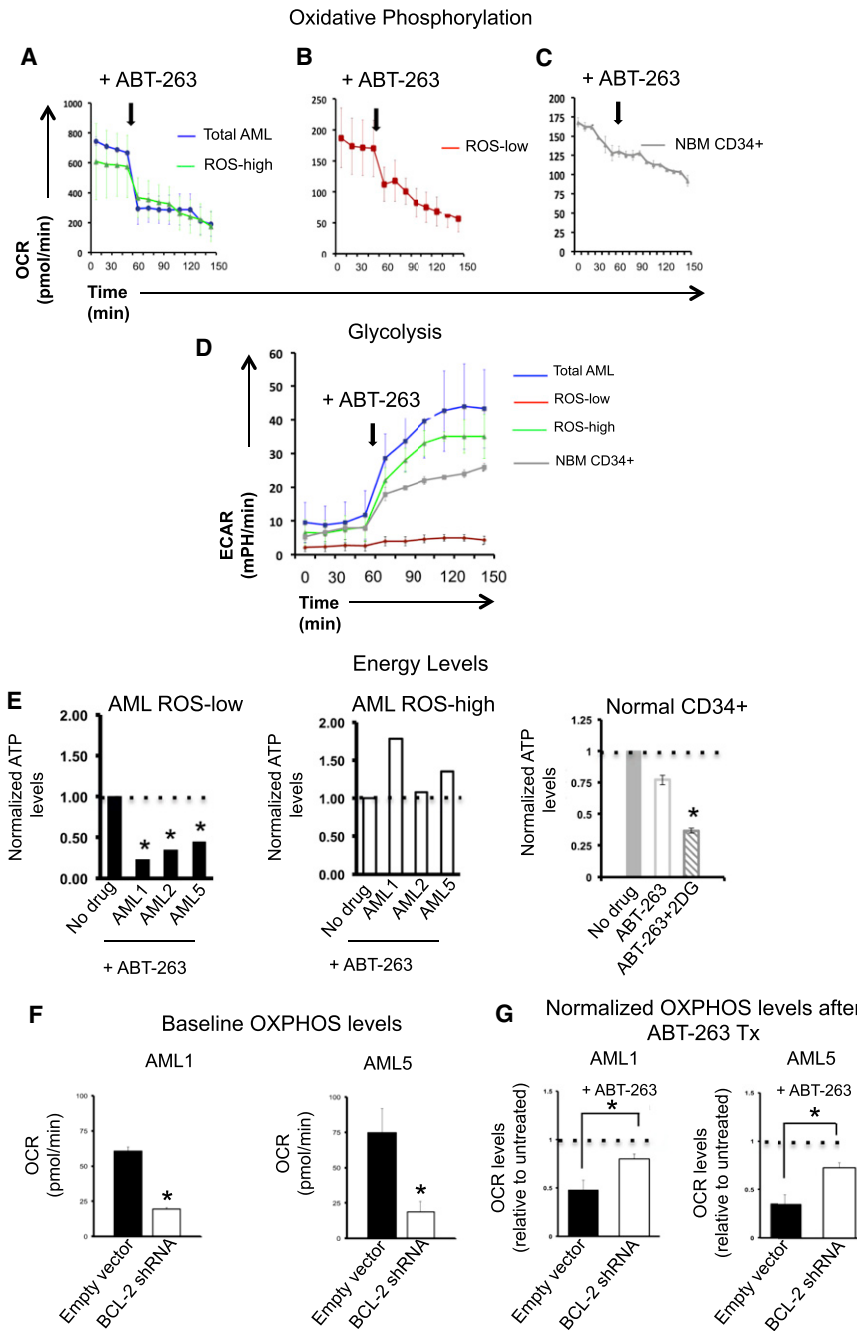 Oxidative Phosphorylation
A
+ ABT-263
1000
800
600
400
200
0
0 30 60 90 120 150
Total AML
ROS-high
B
+ ABT-263
250
200
150
100
50
0
0 30 60 90 120 150
ROS-low
C
+ ABT-263
200
175
150
125
100
75
50
25
0
0 30 60 90 120 150
NBM CD34+
OCR
(pmol/min)
Time
(min)
Glycolysis
D
+ ABT-263
60
50
40
30
20
10
0
0 30 60 90 120 150
Total AML
ROS-low
ROS-high
NBM CD34+
ECAR
(mPH/min)
Time
(min)
Energy Levels
E
AML ROS-low
Normalized ATP
levels
2.00
1.50
1.00
0.50
0.00
* * *
No drug
AML1
AML2
AML5
+ ABT-263
AML ROS-high
Normalized ATP
levels
2.00
1.50
1.00
0.50
0.00
No drug
AML1
AML2
AML5
+ ABT-263
Normal CD34+
Normalized ATP
levels
1.25
1
0.75
0.5
0.25
0
*
No drug
ABT-263
ABT-263+2DG
F
Baseline OXPHOS levels
AML1
OCR
(pmol/min)
100
75
50
25
0
*
Empty vector
BCL-2 shRNA
AML5
OCR
(pmol/min)
100
75
50
25
0
*
Empty vector
BCL-2 shRNA
G
Normalized OXPHOS levels after
ABT-263 Tx
AML1
+ ABT-263
*
OCR levels
(relative to untreated)
1.5
1
0.5
0
Empty vector
BCL-2 shRNA
AML5
+ ABT-263
*
OCR levels
(relative to untreated)
1.5
1
0.5
0
Empty vector
BCL-2 shRNA